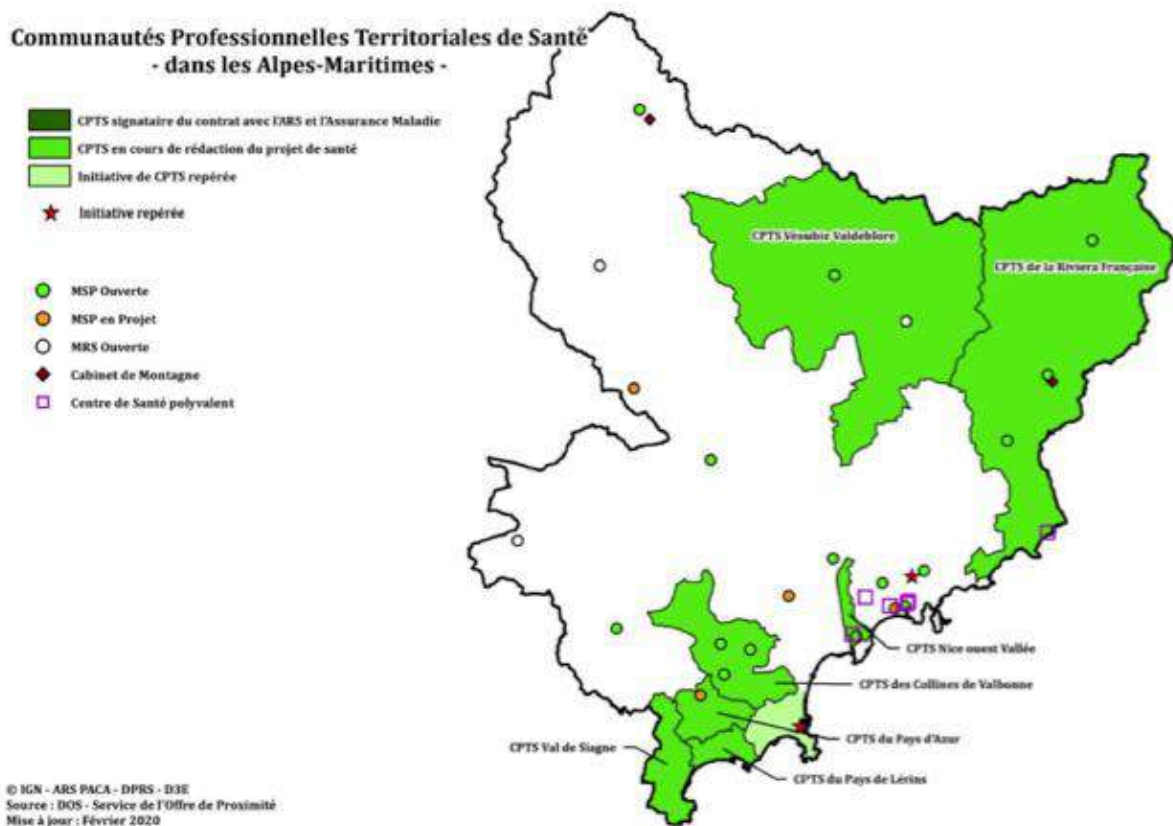 Communautés Professionnelles Territoriales de Santé
- dans les Alpes-Maritimes -
CPTS signataire du contrat avec l'ARS et l'Assurance Maladie
CPTS en cours de rédaction du projet de santé
Initiative de CPTS repérée
Initiative repérée
MSP Ouverte
MSP en Projet
MRS Ouverte
Cabinet de Montagne
Centre de Santé polyvalent
CPTS Vésubie Valdeblore
CPTS de la Riviera Française
CPTS Nice ouest Vallée
CPTS des Collines de Valbonne
CPTS du Pays d'Azur
CPTS Val de Siagne
CPTS du Pays de Lérins
© IGN - ARS PACA - DPRS - D3E
Source : DOS - Service de l'Offre de Proximité
Mise à jour : Février 2020